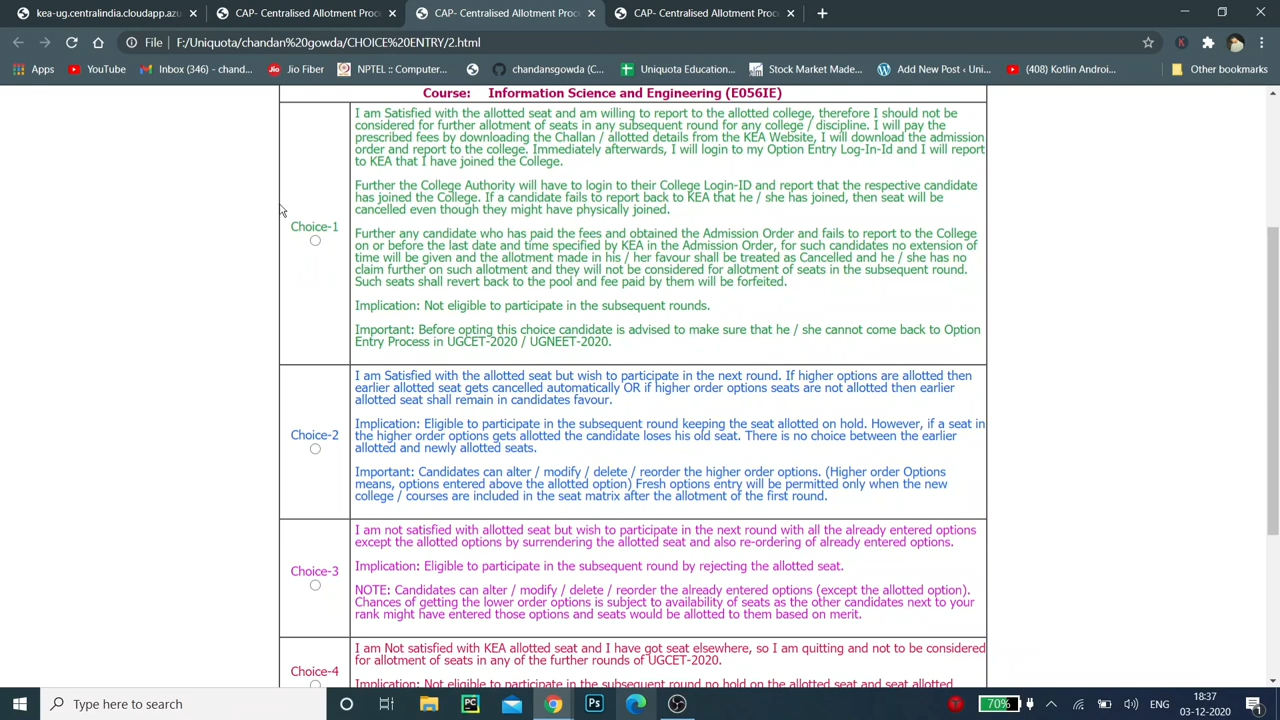 kea-ug.centralindia.cloudapp.azu
CAP- Centralised Allotment Proc
CAP- Centralised Allotment Proc
CAP- Centralised Allotment Proc
File F:/Uniquota/chandan%20gowda/CHOICE%20ENTRY/2.html
Apps YouTube Inbox (346) - chand... Jio Fiber NPTEL :: Computer... chandansgowda (C... Uniquota Education... Stock Market Made... Add New Post ‹ Uni... (408) Kotlin Androi... Other bookmarks
Course: Information Science and Engineering (E056IE)
Choice-1
I am Satisfied with the allotted seat and am willing to report to the allotted college, therefore I should not be
considered for further allotment of seats in any subsequent round for any college / discipline. I will pay the
prescribed fees by downloading the Challan / allotted details from the KEA Website, I will download the admission
order and report to the college. Immediately afterwards, I will login to my Option Entry Log-In-Id and I will report
to KEA that I have joined the College.
Further the College Authority will have to login to their College Login-ID and report that the respective candidate
has joined the College. If a candidate fails to report back to KEA that he / she has joined, then seat will be
cancelled even though they might have physically joined.
Further any candidate who has paid the fees and obtained the Admission Order and fails to report to the College
on or before the last date and time specified by KEA in the Admission Order, for such candidates no extension of
time will be given and the allotment made in his / her favour shall be treated as Cancelled and he / she has no
claim further on such allotment and they will not be considered for allotment of seats in the subsequent round.
Such seats shall revert back to the pool and fee paid by them will be forfeited.
Implication: Not eligible to participate in the subsequent rounds.
Important: Before opting this choice candidate is advised to make sure that he / she cannot come back to Option
Entry Process in UGCET-2020 / UGNEET-2020.
Choice-2
I am Satisfied with the allotted seat but wish to participate in the next round. If higher options are allotted then
earlier allotted seat gets cancelled automatically OR if higher order options seats are not allotted then earlier
allotted seat shall remain in candidates favour.
Implication: Eligible to participate in the subsequent round keeping the seat allotted on hold. However, if a seat in
the higher order options gets allotted the candidate loses his old seat. There is no choice between the earlier
allotted and newly allotted seats.
Important: Candidates can alter / modify / delete / reorder the higher order options. (Higher order Options
means, options entered above the allotted option) Fresh options entry will be permitted only when the new
college / courses are included in the seat matrix after the allotment of the first round.
Choice-3
I am not satisfied with allotted seat but wish to participate in the next round with all the already entered options
except the allotted options by surrendering the allotted seat and also re-ordering of already entered options.
Implication: Eligible to participate in the subsequent round by rejecting the allotted seat.
NOTE: Candidates can alter / modify / delete / reorder the already entered options (except the allotted option).
Chances of getting the lower order options is subject to availability of seats as the other candidates next to your
rank might have entered those options and seats would be allotted to them based on merit.
Choice-4
I am Not satisfied with KEA allotted seat and I have got seat elsewhere, so I am quitting and not to be considered
for allotment of seats in any of the further rounds of UGCET-2020.
Implication: Not eligible to participate in the subsequent round no hold on the allotted seat and seat allotted
Type here to search
70%
ENG
18:37
03-12-2020